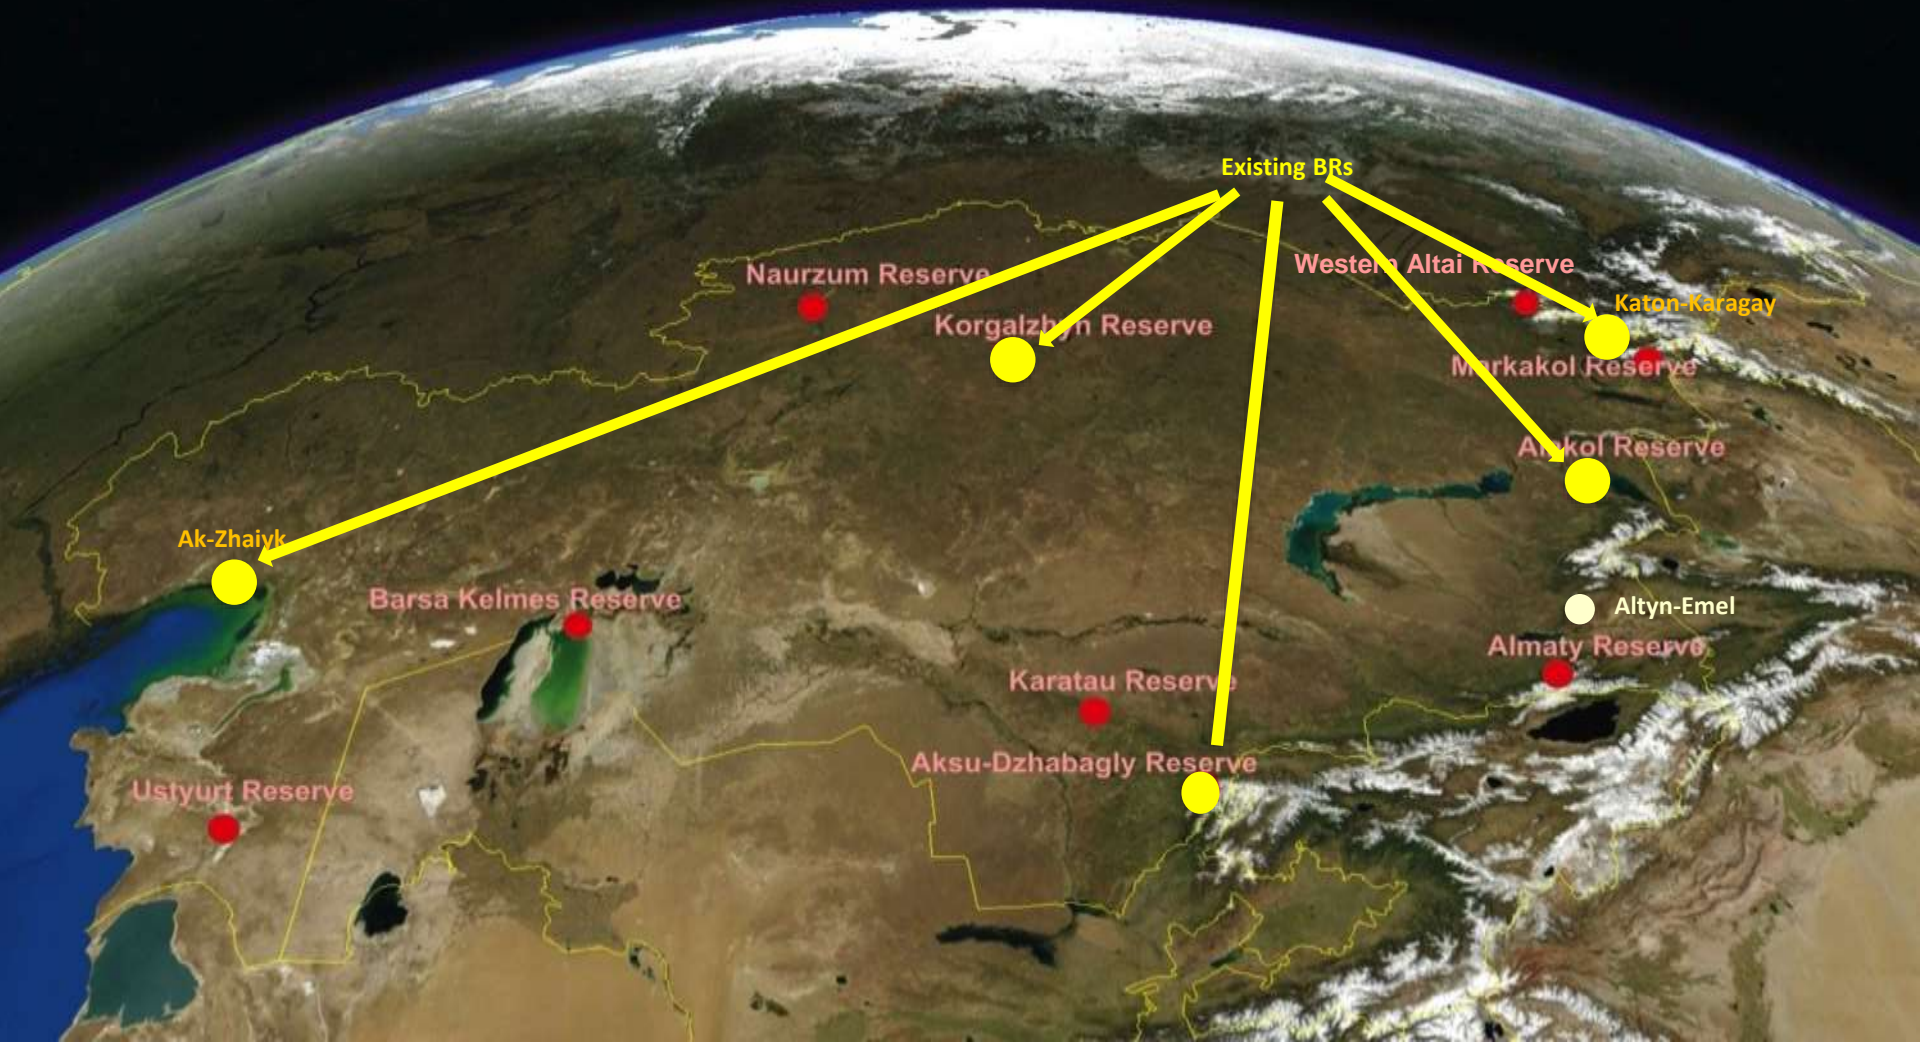 Existing BRs
Naurzum Reserve
Western Altai Reserve
Katon-Karagay
Korgalzhyn Reserve
Markakol Reserve
Alakol Reserve
Ak-Zhaiyk
Barsa Kelmes Reserve
Altyn-Emel
Almaty Reserve
Karatau Reserve
Aksu-Dzhabagly Reserve
Ustyurt Reserve